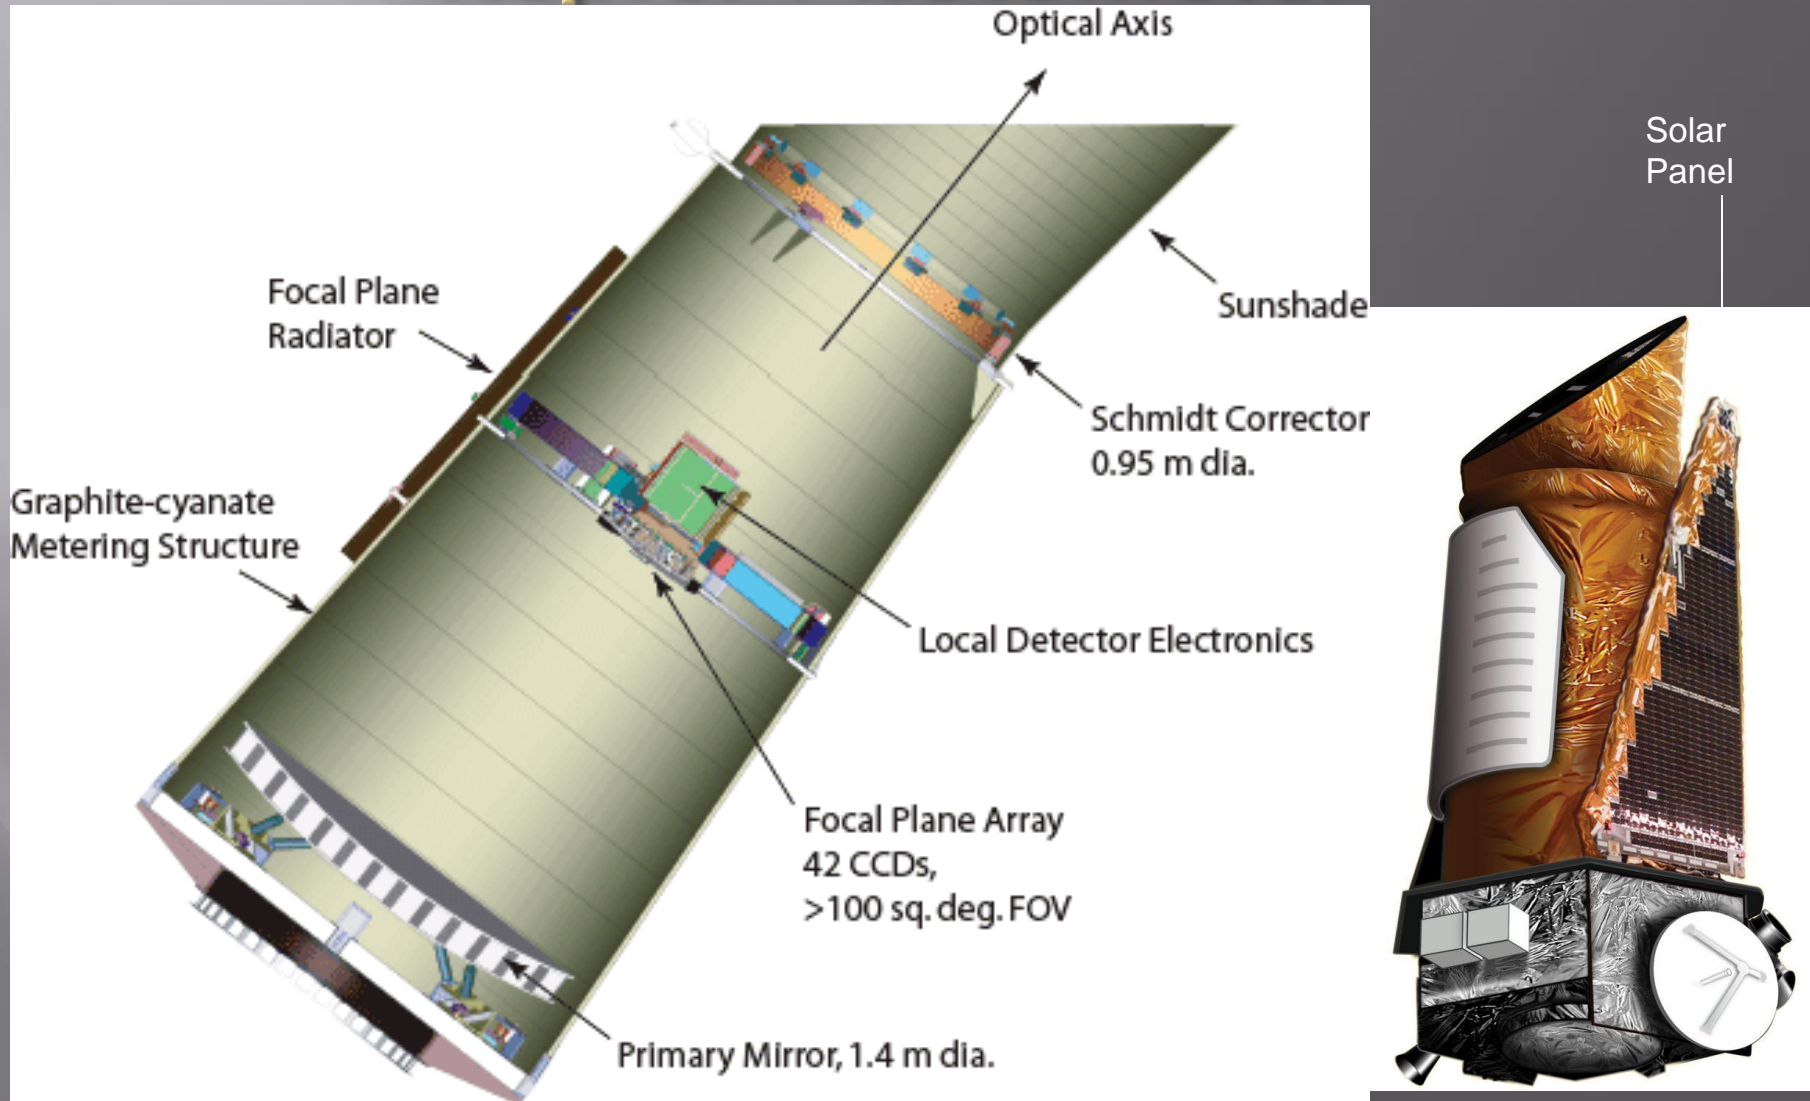 Optical Axis
Solar
Panel
Focal Plane
Radiator
Sunshade
Schmidt Corrector
0.95 m dia.
Graphite-cyanate
Metering Structure
Local Detector Electronics
Focal Plane Array
42 CCDs,
>100 sq. deg. FOV
Primary Mirror, 1.4 m dia.